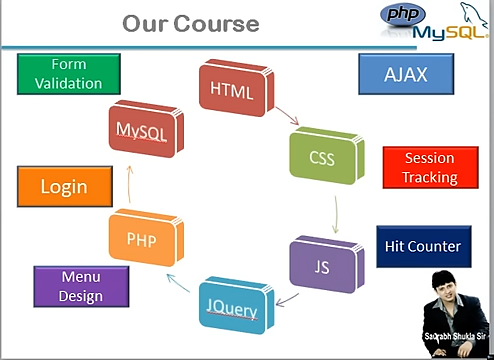 Our Course
php
MySQL
Form
Validation
HTML
AJAX
MySQL
CSS
Session
Tracking
Login
PHP
JS
Hit Counter
Menu
Design
JQuery
Saurabh Shukla Sir